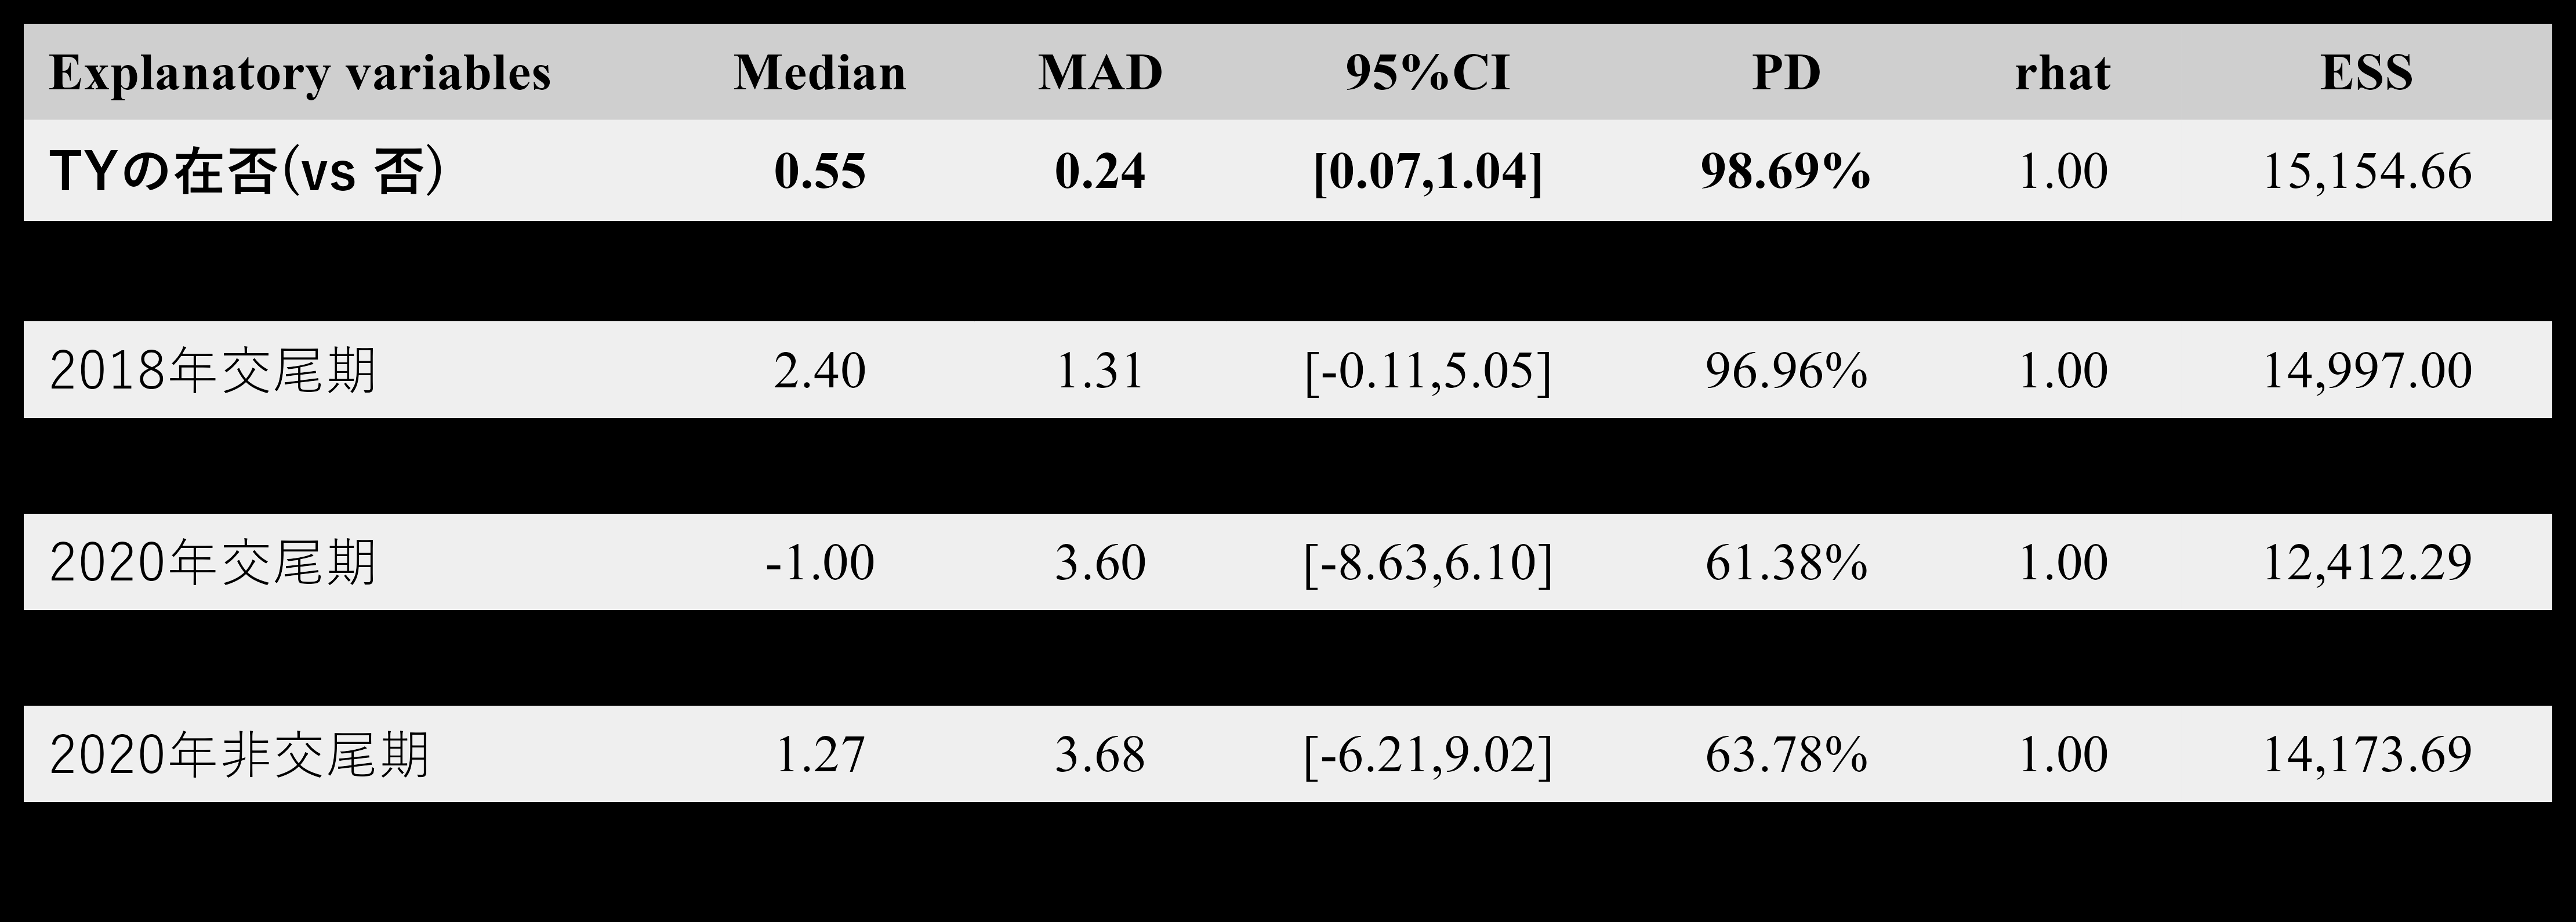 Explanatory variables Median MAD 95%CI PD rhat ESS
TYの在否(vs 否) 0.55 0.24 [0.07,1.04] 98.69% 1.00 15,154.66
2018年交尾期 2.40 1.31 [-0.11,5.05] 96.96% 1.00 14,997.00
2020年交尾期 -1.00 3.60 [-8.63,6.10] 61.38% 1.00 12,412.29
2020年非交尾期 1.27 3.68 [-6.21,9.02] 63.78% 1.00 14,173.69